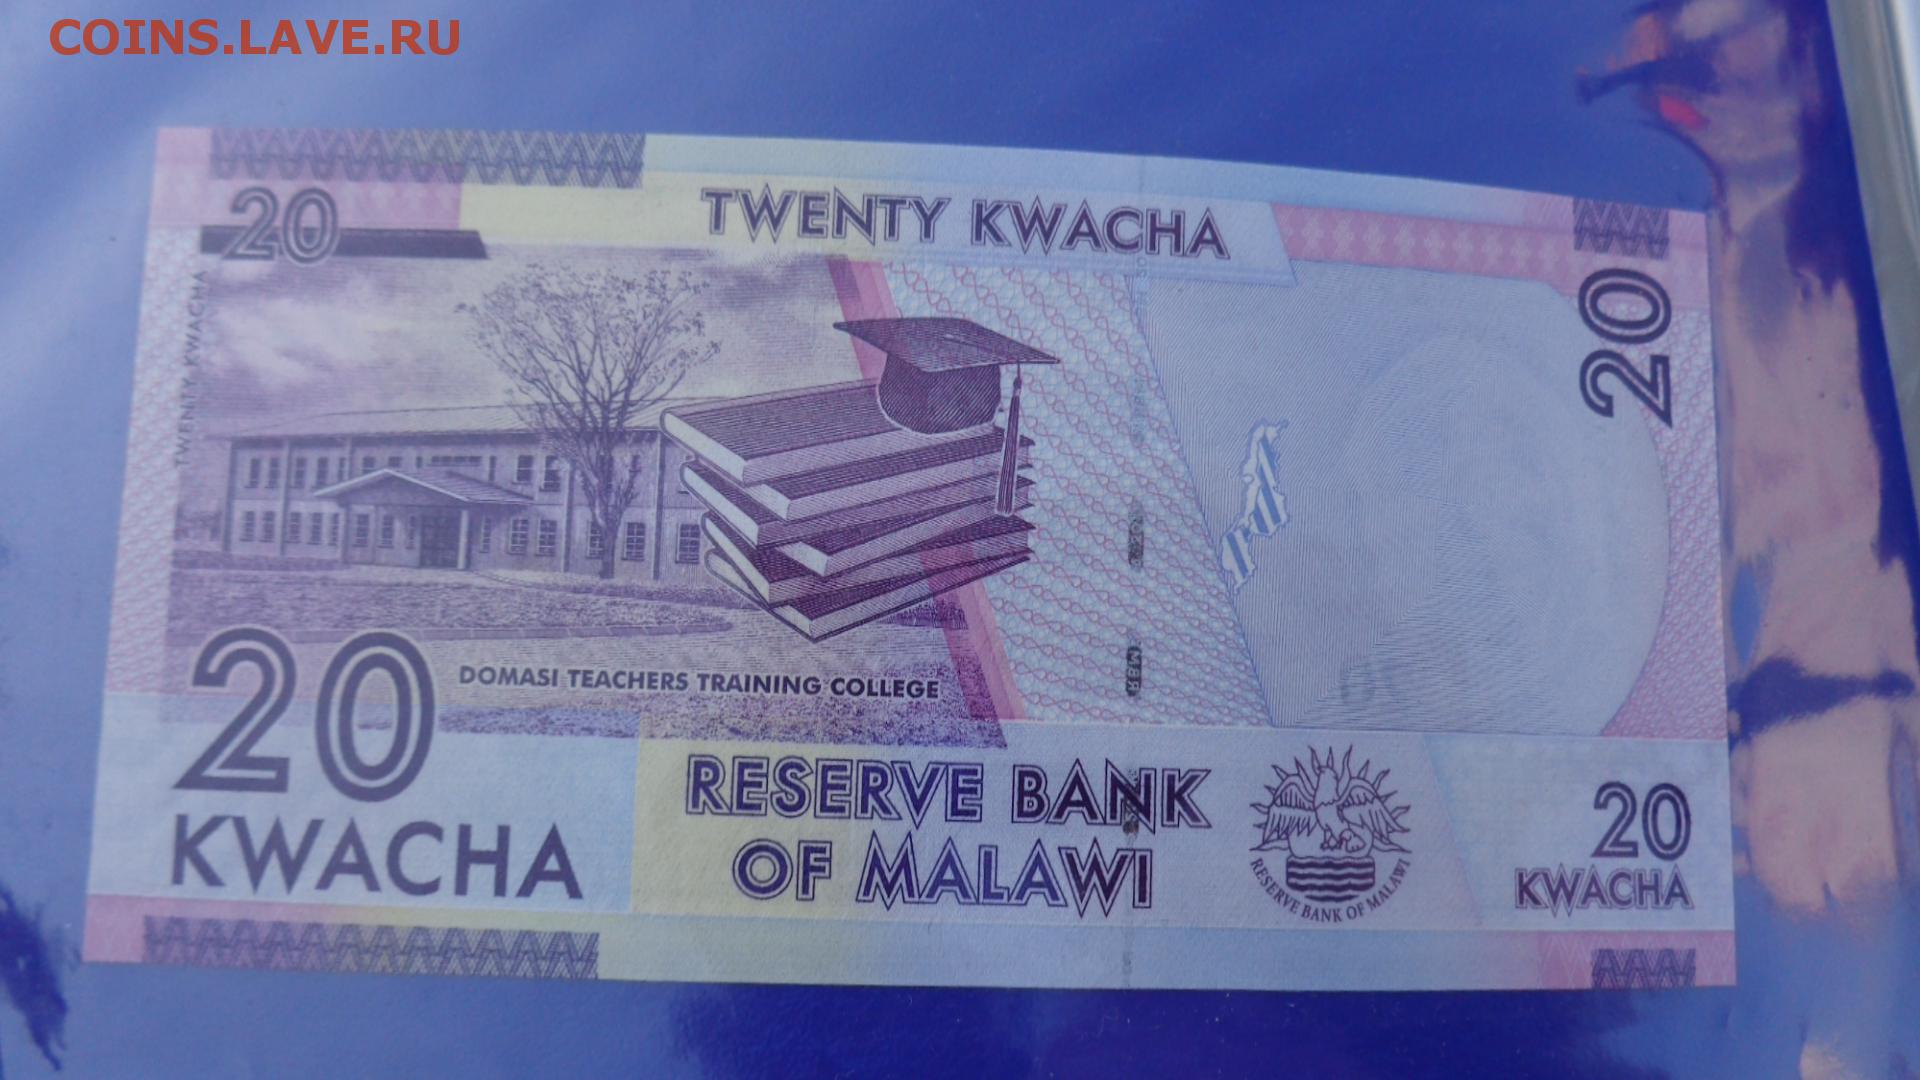 COINS.LAVE.RU
20
TWENTY KWACHA
20
TWENTY KWACHA
DOMASI TEACHERS TRAINING COLLEGE
20
KWACHA
RESERVE BANK
OF MALAWI
RESERVE BANK OF MALAWI
20
KWACHA